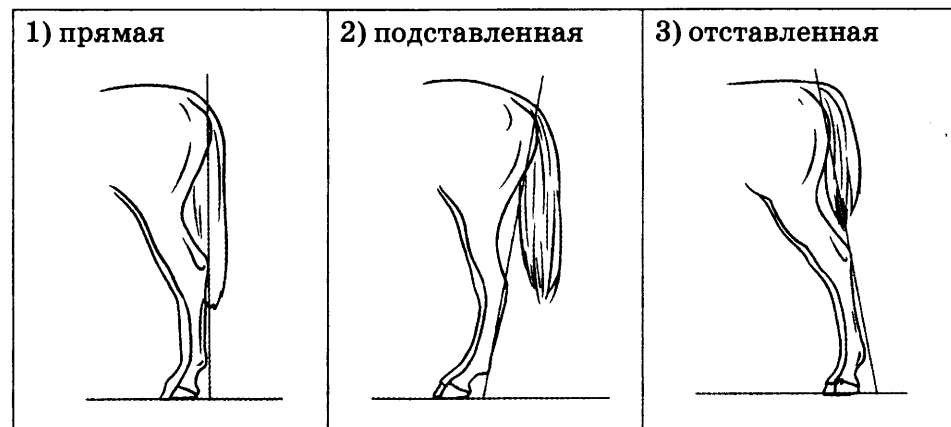 1) прямая
2) подставленная
3) отставленная